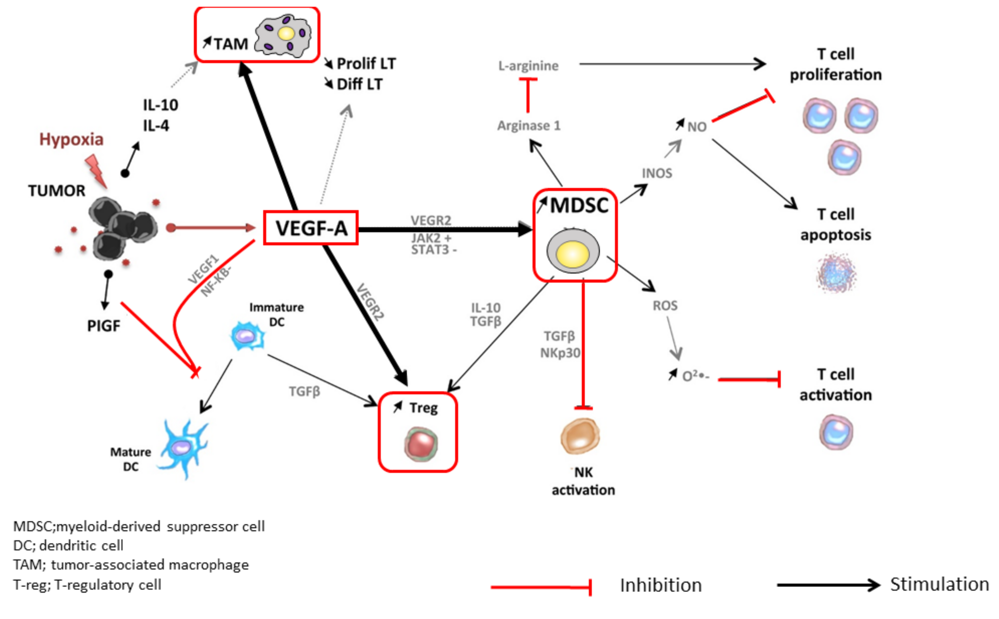 TAM
Prolif LT
Diff LT
IL-10
IL-4
Hypoxia
TUMOR
VEGF-A
VEGF1
NF-KB-
PIGF
Immature
DC
Mature
DC
TGFβ
VEGR2
Treg
VEGR2
JAK2 +
STAT3 -
MDSC
L-arginine
Arginase 1
INOS
NO
T cell
proliferation
T cell
apoptosis
IL-10
TGFβ
TGFβ
NKp30
ROS
O²•-
T cell
activation
NK
activation
MDSC;myeloid-derived suppressor cell
DC; dendritic cell
TAM; tumor-associated macrophage
T-reg; T-regulatory cell
Inhibition
Stimulation